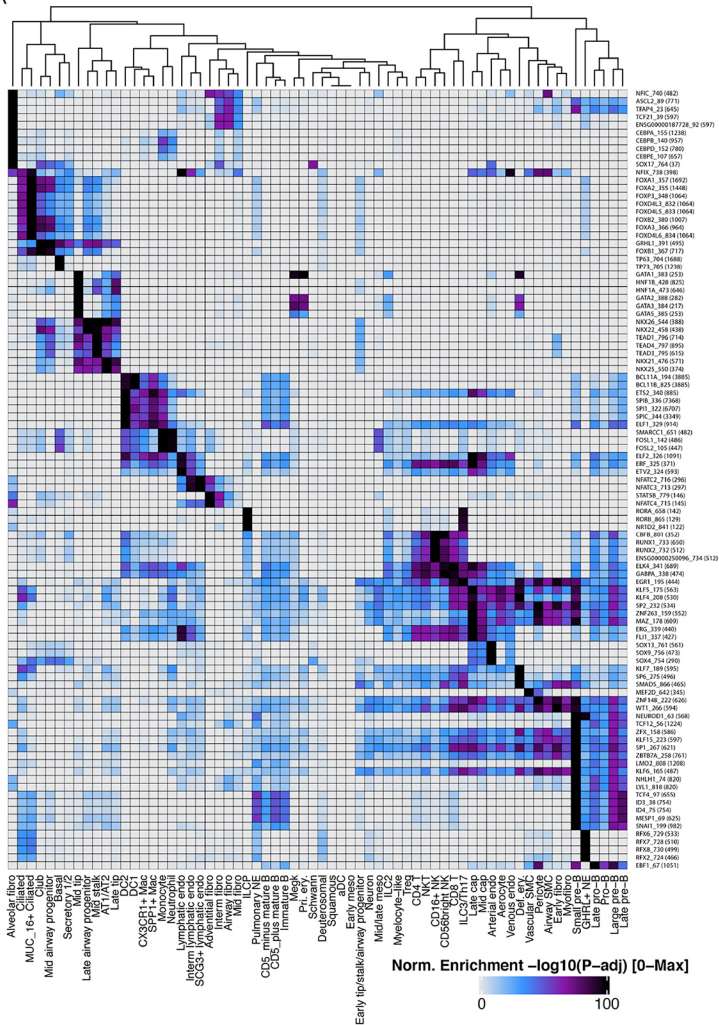 NFIC_740 (482)
ASCL2_89 (771)
TFAP4_23 (645)
TCF21_39 (597)
ENSG00000187728_92 (597)
CEBPA_155 (1238)
CEBPB_140 (957)
CEBPD_152 (780)
CEBPE_107 (657)
SOX17_764 (37)
NFIX_738 (398)
FOXA1_357 (1692)
FOXA2_355 (1448)
FOXP3_348 (1064)
FOXD4L3_832 (1064)
FOXD4L5_833 (1064)
FOXB2_380 (1007)
FOXA3_366 (964)
FOXD4L6_834 (1064)
GRHL1_391 (495)
FOXB1_367 (717)
TP63_704 (1688)
TP73_705 (1238)
GATA1_383 (253)
HNF1B_428 (825)
HNF1A_473 (646)
GATA2_388 (282)
GATA3_384 (217)
GATA5_385 (253)
NKX26_544 (388)
NKX22_458 (438)
TEAD1_796 (714)
TEAD4_797 (895)
TEAD3_795 (615)
NKX21_476 (571)
NKX25_550 (374)
BCL11A_194 (3885)
BCL11B_825 (3885)
ETS2_340 (885)
SPIB_336 (7368)
SPI1_322 (6707)
SPIC_344 (3349)
ELF1_329 (914)
SMARCC1_651 (482)
FOSL1_142 (486)
FOSL2_105 (447)
ELF2_326 (1091)
ERF_325 (371)
ETV2_324 (593)
NFATC2_716 (296)
NFATC3_713 (297)
STAT5B_779 (146)
NFATC4_715 (145)
RORA_658 (142)
RORB_865 (129)
NR1D2_841 (122)
CBFB_801 (352)
RUNX1_733 (650)
RUNX2_732 (512)
ENSG00000250096_734 (512)
ELK4_341 (689)
GABPA_338 (474)
EGR1_195 (444)
KLF5_175 (563)
KLF4_208 (530)
SP2_232 (534)
ZNF263_159 (552)
MAZ_178 (609)
ERG_339 (440)
FLI1_337 (427)
SOX13_761 (561)
SOX9_756 (473)
SOX4_754 (290)
KLF7_189 (595)
SP6_275 (496)
SMAD5_866 (465)
MEF2D_642 (345)
ZNF148_222 (626)
WT1_266 (594)
NEUROD1_63 (568)
TCF12_56 (1224)
ZFX_158 (586)
KLF15_223 (597)
SP1_267 (621)
ZBTB7A_258 (761)
LMO2_808 (1208)
KLF6_165 (487)
NHLH1_74 (820)
LYL1_818 (820)
TCF4_97 (655)
ID3_38 (754)
ID4_75 (754)
MESP1_69 (625)
SNAI1_199 (982)
RFX6_729 (533)
RFX7_728 (510)
RFX8_730 (499)
RFX2_724 (466)
EBF1_67 (1051)
Alveolar fibro
Ciliated
MUC_16+ Ciliated
Club
Mid airway progenitor
Basal
Secretory 1/2
Mid tip
Late airway progenitor
Mid stalk
AT1/AT2
Late tip
DC2
DC1
CX3CR1+ Mac
SPP1+ Mac
Monocyte
Neutrophil
Lymphatic endo
Interm lymphatic endo
SCG3+ lymphatic endo
Adventitial fibro
Interm fibro
Airway fibro
Mid fibro
ILCP
Pulmonary NE
CD5_minus mature B
CD5_plus mature B
Immature B
Megk
Pri. ery
Schwann
Deuterosomal
Squamous
aDC
Early meso
Early tip/stalk/airway progenitor
Neuron
Mid/late meso
ILC2
Myelocyte-like
Treg
CD4 T
NKT
CD16+ NK
CD56bright NK
CD8 T
ILC3/Th17
Late cap
Mid cap
Arterial endo
Aerocyte
Venous endo
Def. ery
Vascular SMC
Pericyte
Airway SMC
Early fibro
Myofibro
Small pre-B
GHRL+ NE
Late pro-B
Pro-B
Large pre-B
Late pre-B
Norm. Enrichment -log10(P-adj) [0-Max]
0 100